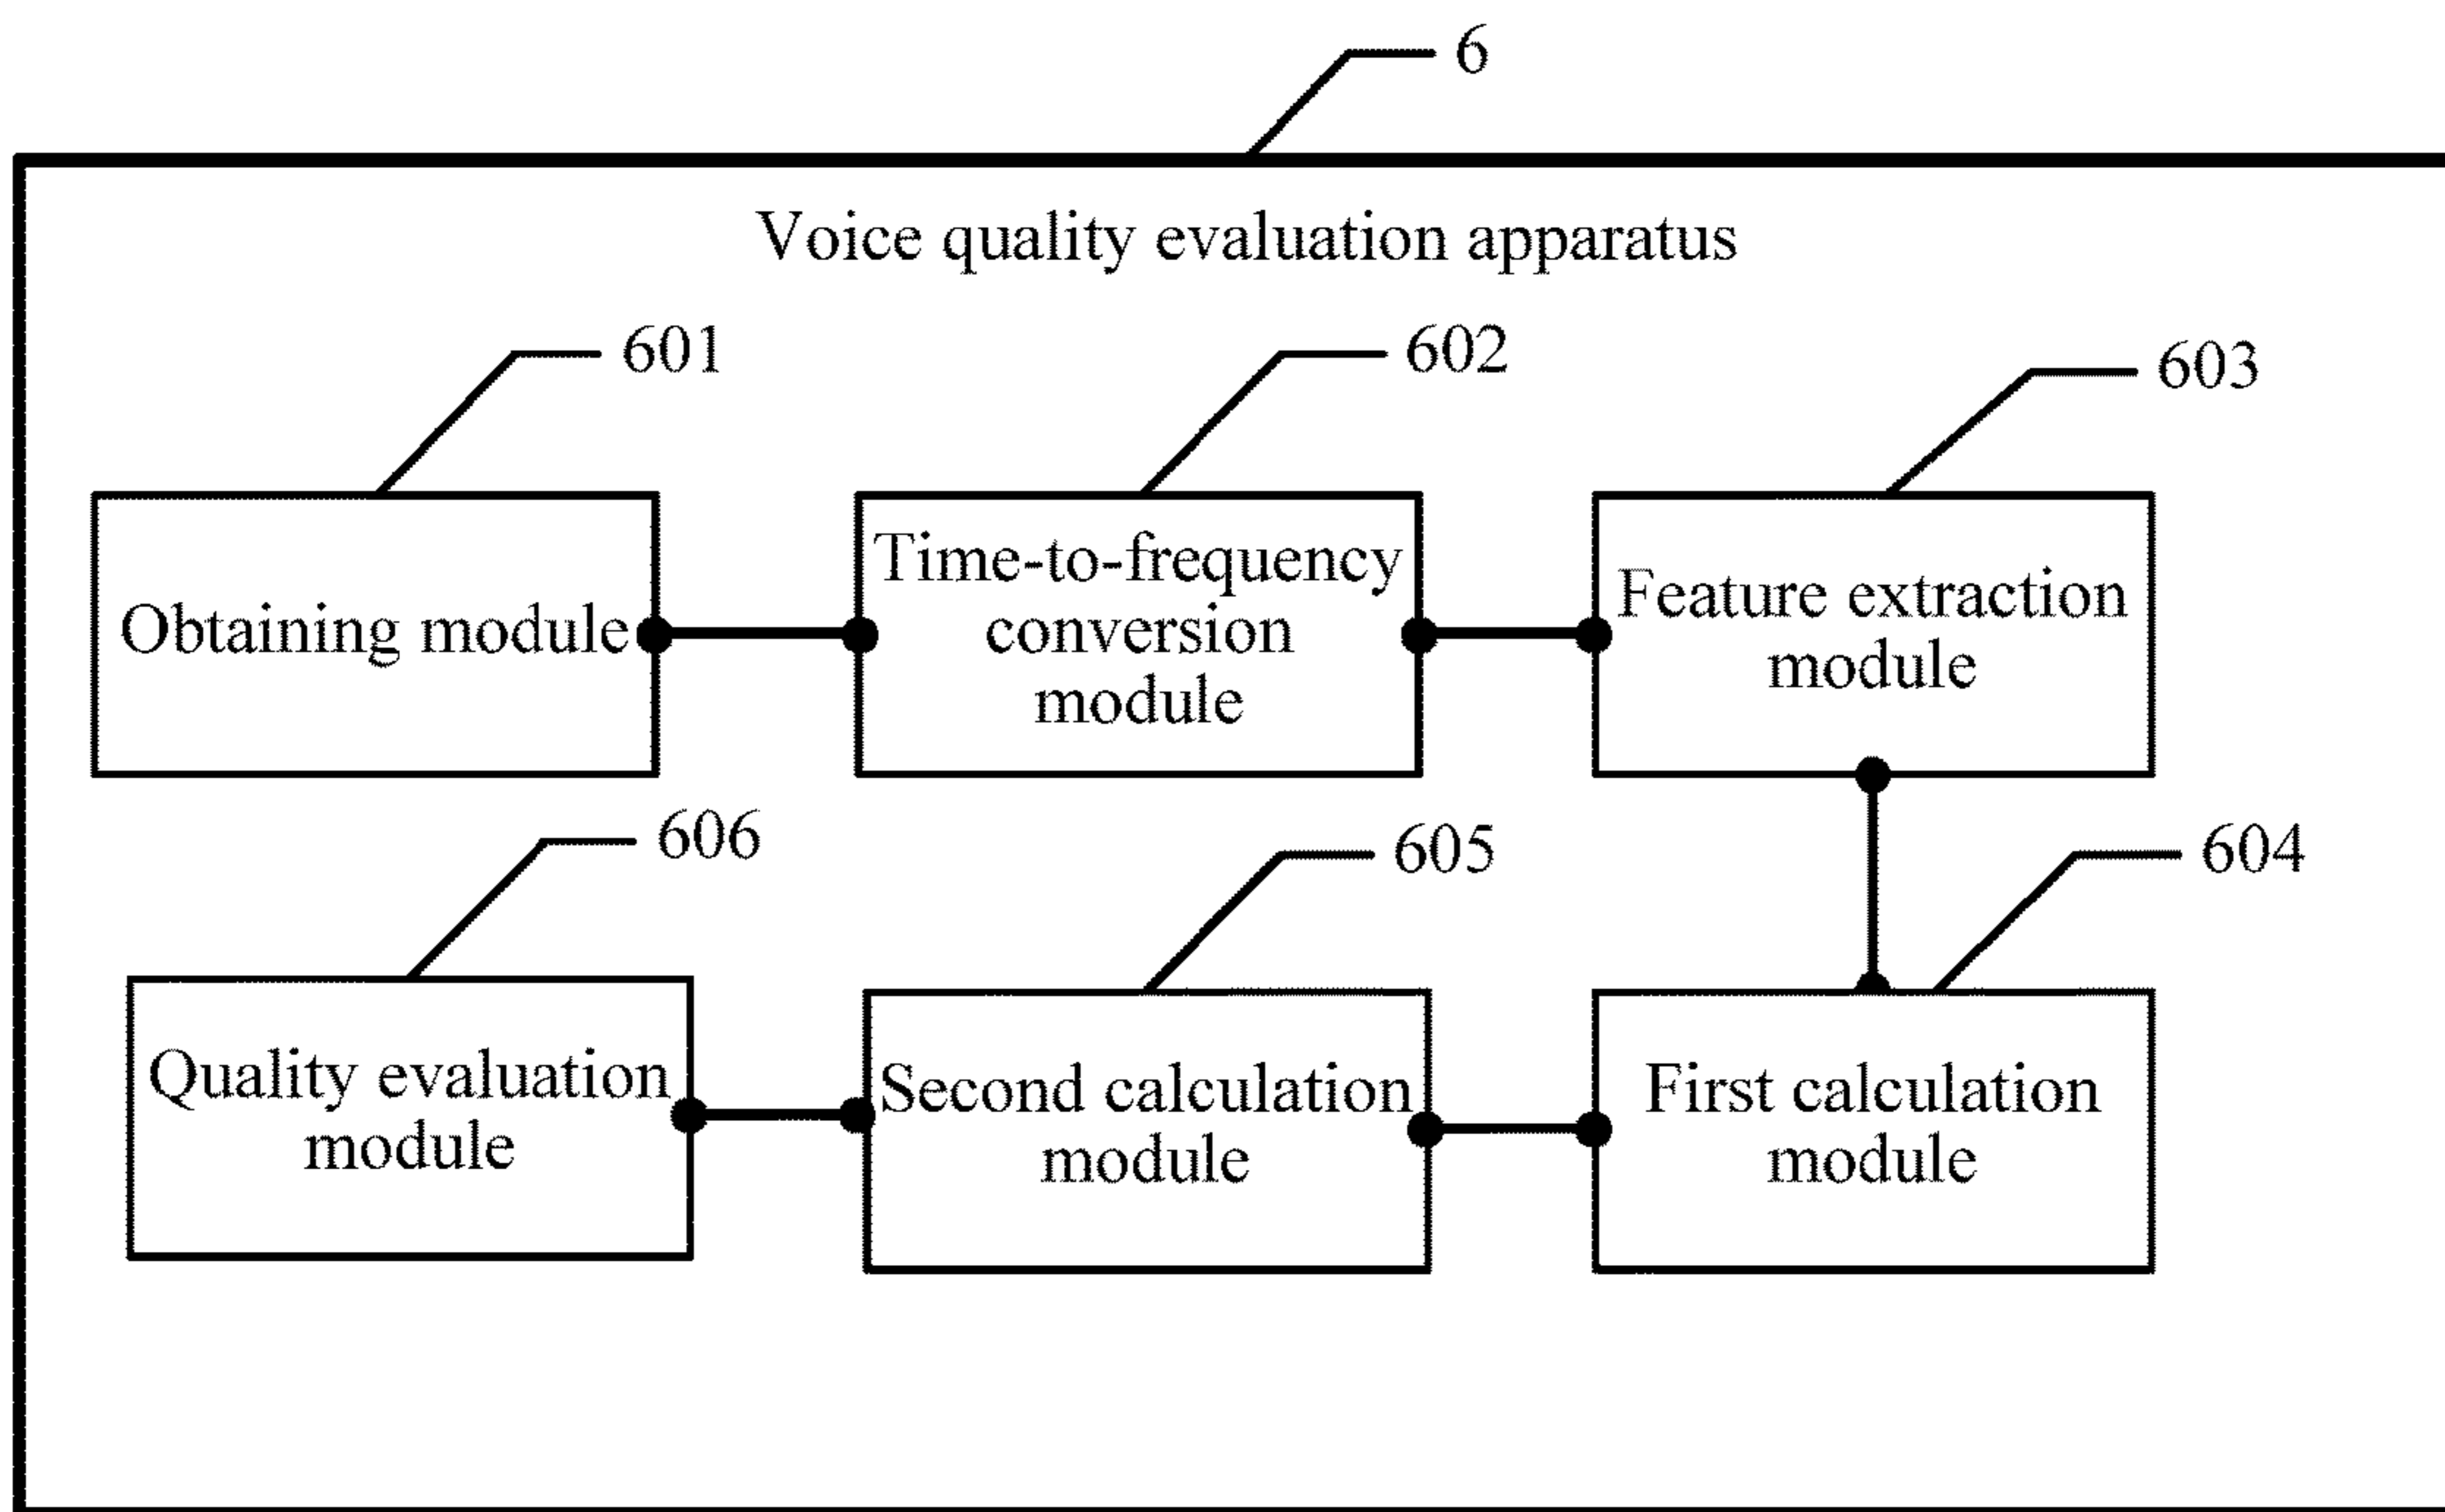 6
Voice quality evaluation apparatus
601
602
603
Obtaining module
Time-to-frequency
conversion
module
Feature extraction
module
606
605
604
Quality evaluation
module
Second calculation
module
First calculation
module